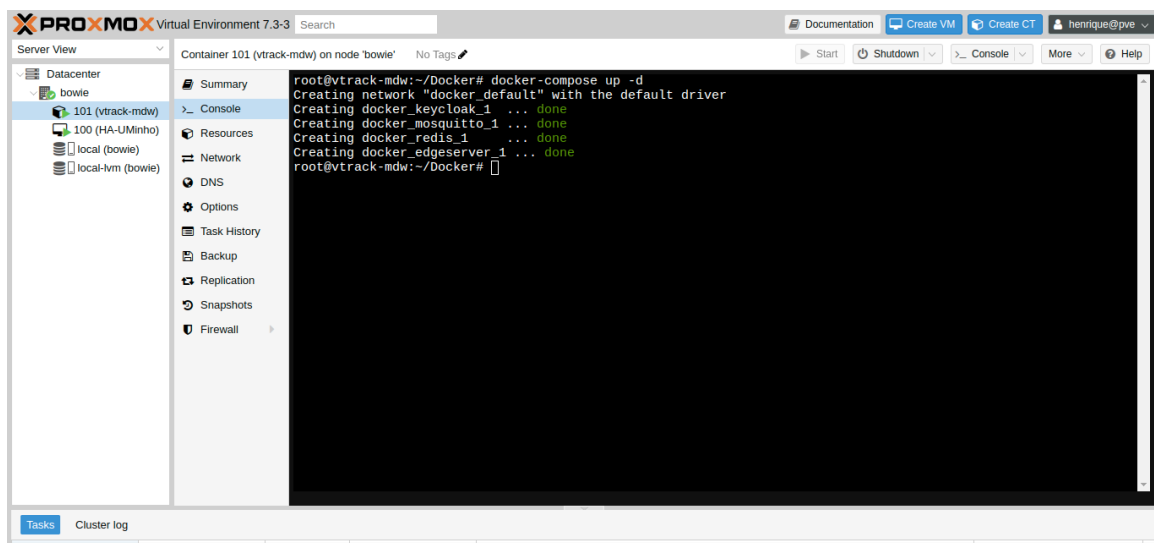 PROXMOX Virtual Environment 7.3-3 Search Documentation Create VM Create CT henrique@pve
Server View
Container 101 (vtrack-mdw) on node 'bowie' No Tags Start Shutdown >_ Console More Help
Datacenter
bowie
101 (vtrack-mdw)
100 (HA-UMinho)
local (bowie)
local-lvm (bowie)
Summary
>_ Console
Resources
Network
DNS
Options
Task History
Backup
Replication
Snapshots
Firewall
root@vtrack-mdw:~/Docker# docker-compose up -d
Creating network "docker_default" with the default driver
Creating docker_keycloak_1 ... done
Creating docker_mosquitto_1 ... done
Creating docker_redis_1 ... done
Creating docker_edgeserver_1 ... done
root@vtrack-mdw:~/Docker#
Tasks Cluster log